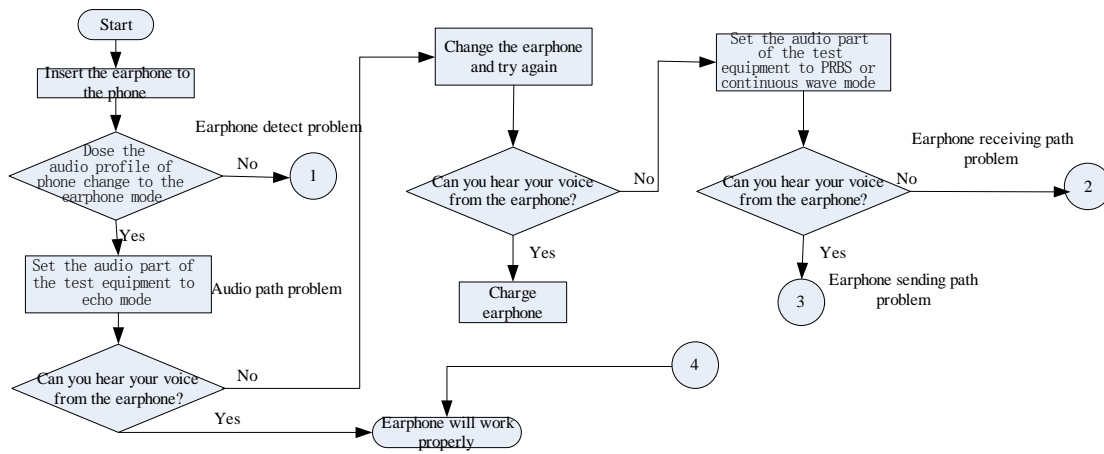 Start
Insert the earphone to
the phone
Earphone detect problem
Dose the
audio profile of
phone change to the
earphone mode
No
1
Yes
Set the audio part of
the test equipment to
echo mode
Audio path problem
Can you hear your voice
from the earphone?
No
Yes
Change the earphone
and try again
Can you hear your voice
from the earphone?
No
Yes
Charge
earphone
Set the audio part
of the test
equipment to PRBS or
continuous wave mode
Can you hear your voice
from the earphone?
No
Earphone receiving path
problem
2
Yes
Earphone sending path
problem
3
4
Earphone will work
properly